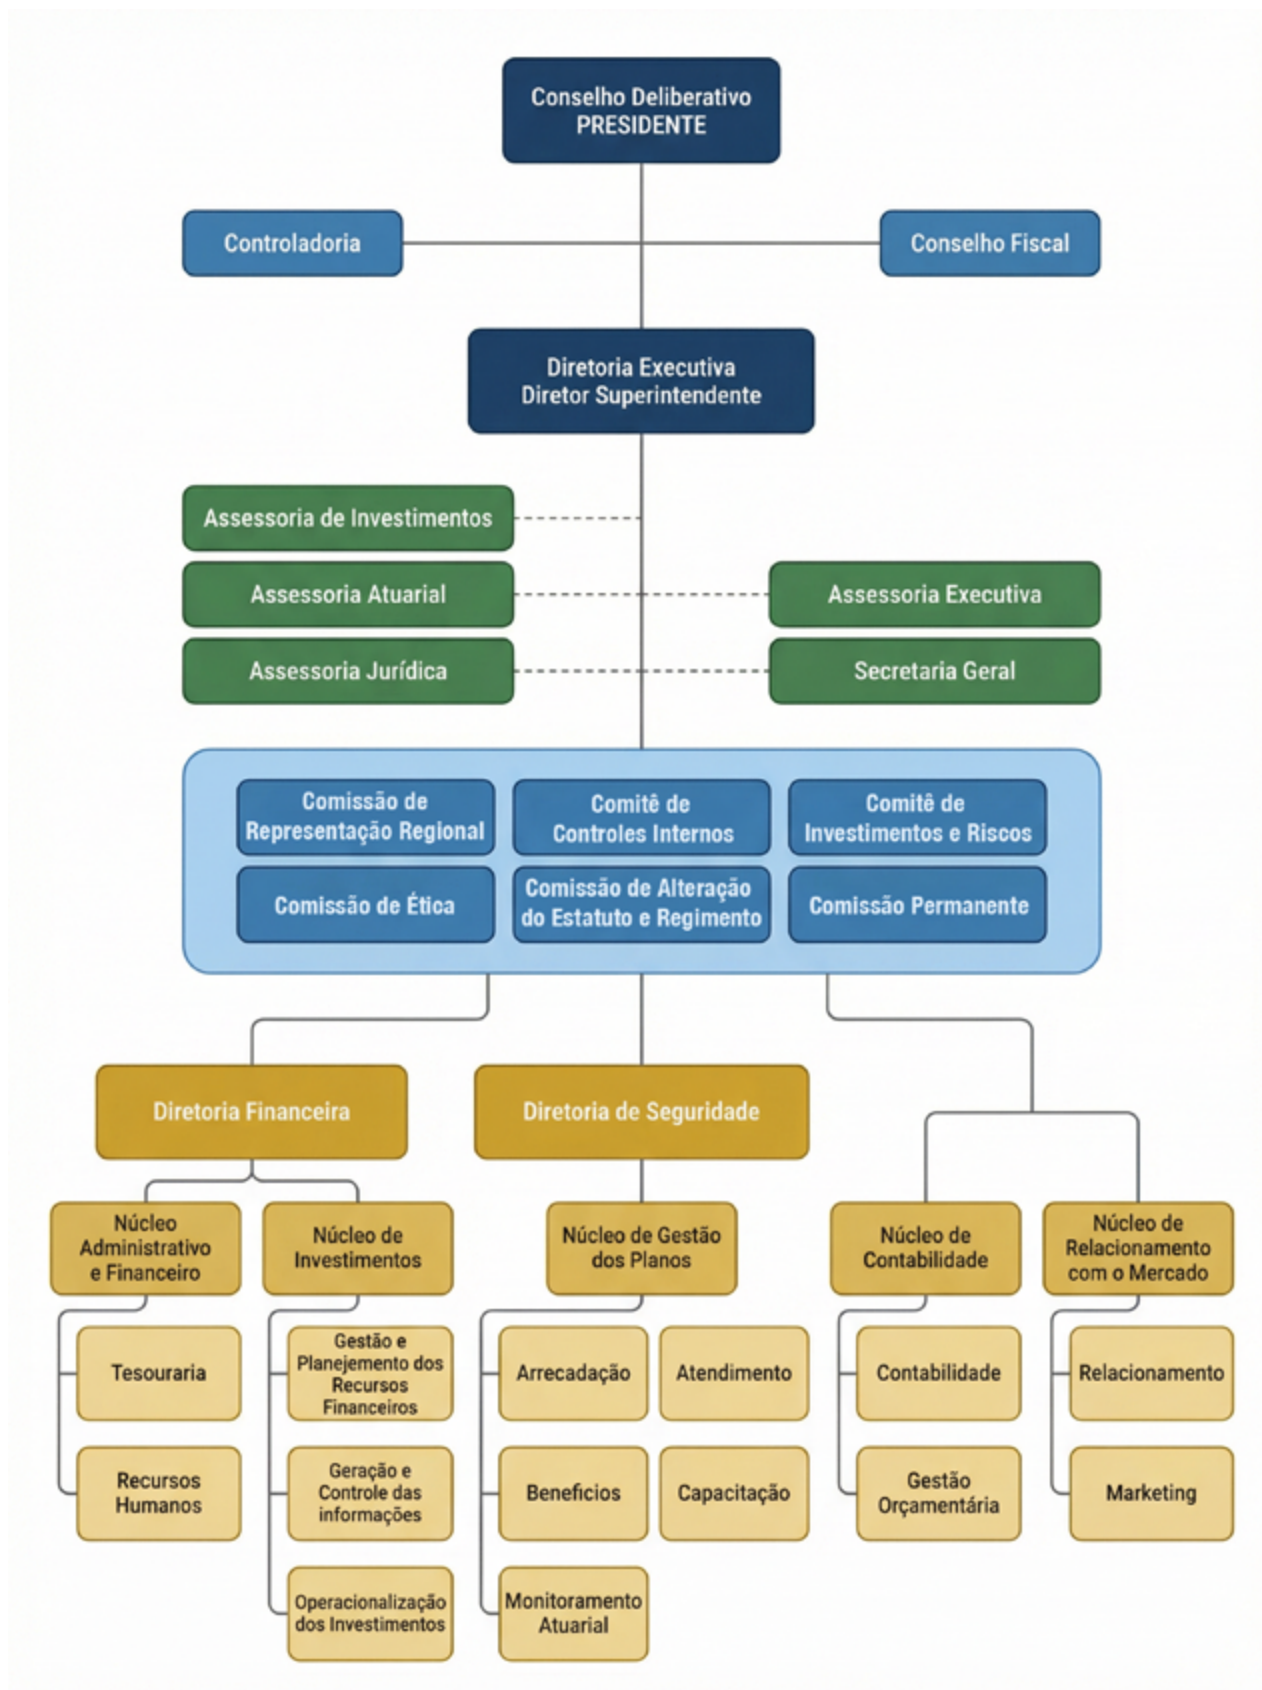 Conselho Deliberativo
PRESIDENTE
Controladoria
Conselho Fiscal
Diretoria Executiva
Diretor Superintendente
Assessoria de Investimentos
Assessoria Atuarial
Assessoria Executiva
Assessoria Jurídica
Secretaria Geral
Comissão de
Representação Regional
Comitê de
Controles Internos
Comitê de
Investimentos e Riscos
Comissão de Ética
Comissão de Alteração
do Estatuto e Regimento
Comissão Permanente
Diretoria Financeira
Diretoria de Seguridade
Núcleo
Administrativo
e Financeiro
Núcleo de
Investimentos
Núcleo de Gestão
dos Planos
Núcleo de
Contabilidade
Núcleo de
Relacionamento
com o Mercado
Tesouraria
Gestão e
Planejemento dos
Recursos
Financeiros
Arrecadação
Atendimento
Contabilidade
Relacionamento
Recursos
Humanos
Geração e
Controle das
informações
Beneficios
Capacitação
Gestão
Orçamentária
Marketing
Operacionalização
dos Investimentos
Monitoramento
Atuarial